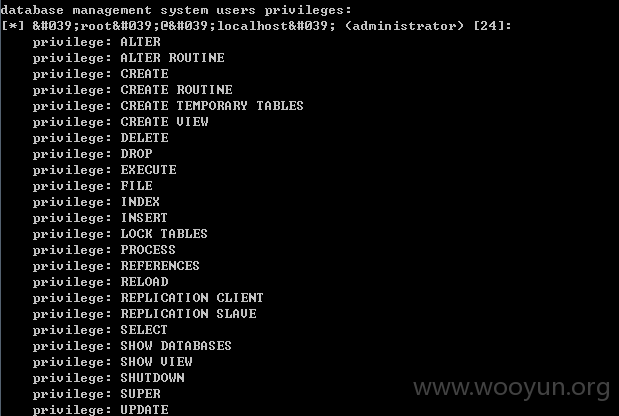 database management system users privileges:
[*] &#039;root&#039;@&#039;localhost&#039; (administrator) [24]:
privilege: ALTER
privilege: ALTER ROUTINE
privilege: CREATE
privilege: CREATE ROUTINE
privilege: CREATE TEMPORARY TABLES
privilege: CREATE VIEW
privilege: DELETE
privilege: DROP
privilege: EXECUTE
privilege: FILE
privilege: INDEX
privilege: INSERT
privilege: LOCK TABLES
privilege: PROCESS
privilege: REFERENCES
privilege: RELOAD
privilege: REPLICATION CLIENT
privilege: REPLICATION SLAVE
privilege: SELECT
privilege: SHOW DATABASES
privilege: SHOW VIEW
privilege: SHUTDOWN
privilege: SUPER
privilege: UPDATE
www.wooyun.org